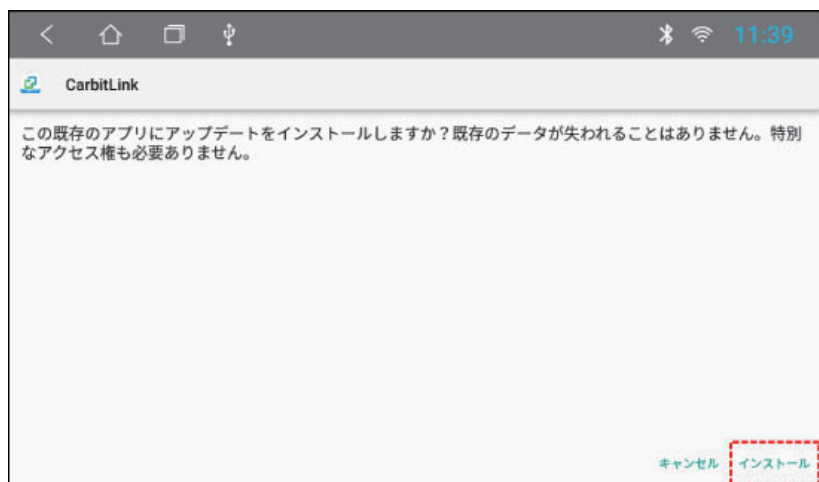 11:39
CarbitLink
この既存のアプリにアップデートをインストールしますか？既存のデータが失われることはありません。特別
なアクセス権も必要ありません。
キャンセル インストール